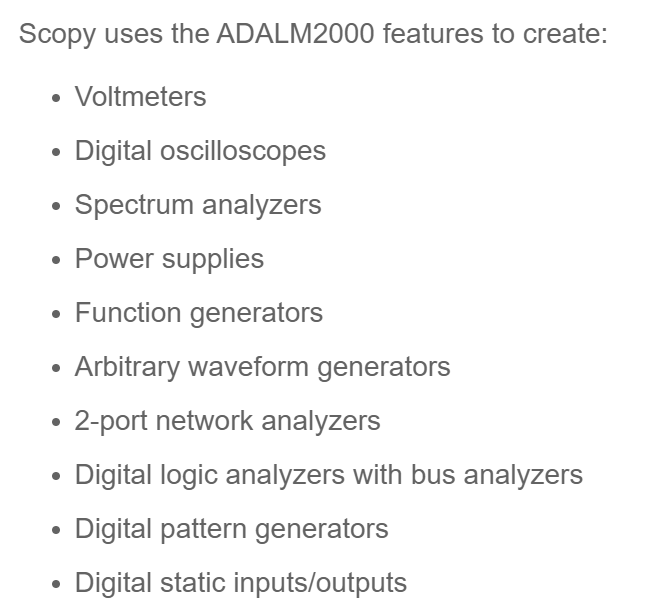 Scopy uses the ADALM2000 features to create:
• Voltmeters
• Digital oscilloscopes
• Spectrum analyzers
• Power supplies
• Function generators
• Arbitrary waveform generators
• 2-port network analyzers
• Digital logic analyzers with bus analyzers
• Digital pattern generators
• Digital static inputs/outputs